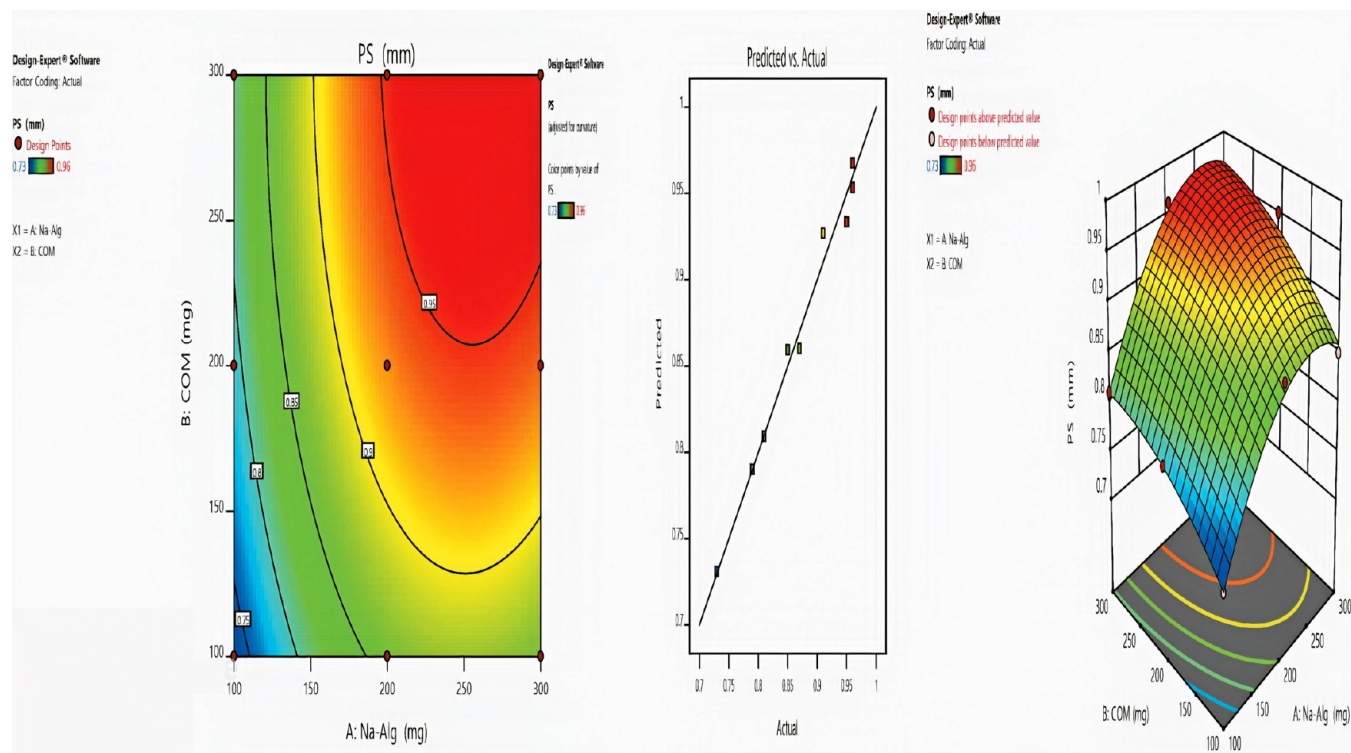 Design-Expert® Software
Factor Coding: Actual
PS (mm)
Design Points
0.73 0.96
X1 = A: Na-Alg
X2 = B: COM
PS (mm)
300
250
200
150
100
B: COM (mg)
0.95
0.9
0.85
0.8
0.75
100 150 200 250 300
A: Na-Alg (mg)
Design-Expert® Software
PS
(adjusted for curvature)
Color points by value of
PS:
0.73 0.96
Predicted vs. Actual
1
0.95
0.9
0.85
0.8
0.75
0.7
Predicted
0.7 0.75 0.8 0.85 0.9 0.95 1
Actual
Design-Expert® Software
Factor Coding: Actual
PS (mm)
Design points above predicted value
Design points below predicted value
0.73 0.96
X1 = A: Na-Alg
X2 = B: COM
1
0.95
0.9
0.85
0.8
0.75
0.7
PS (mm)
300
250
200
150
100
B: COM (mg)
300
250
200
150
100
A: Na-Alg (mg)